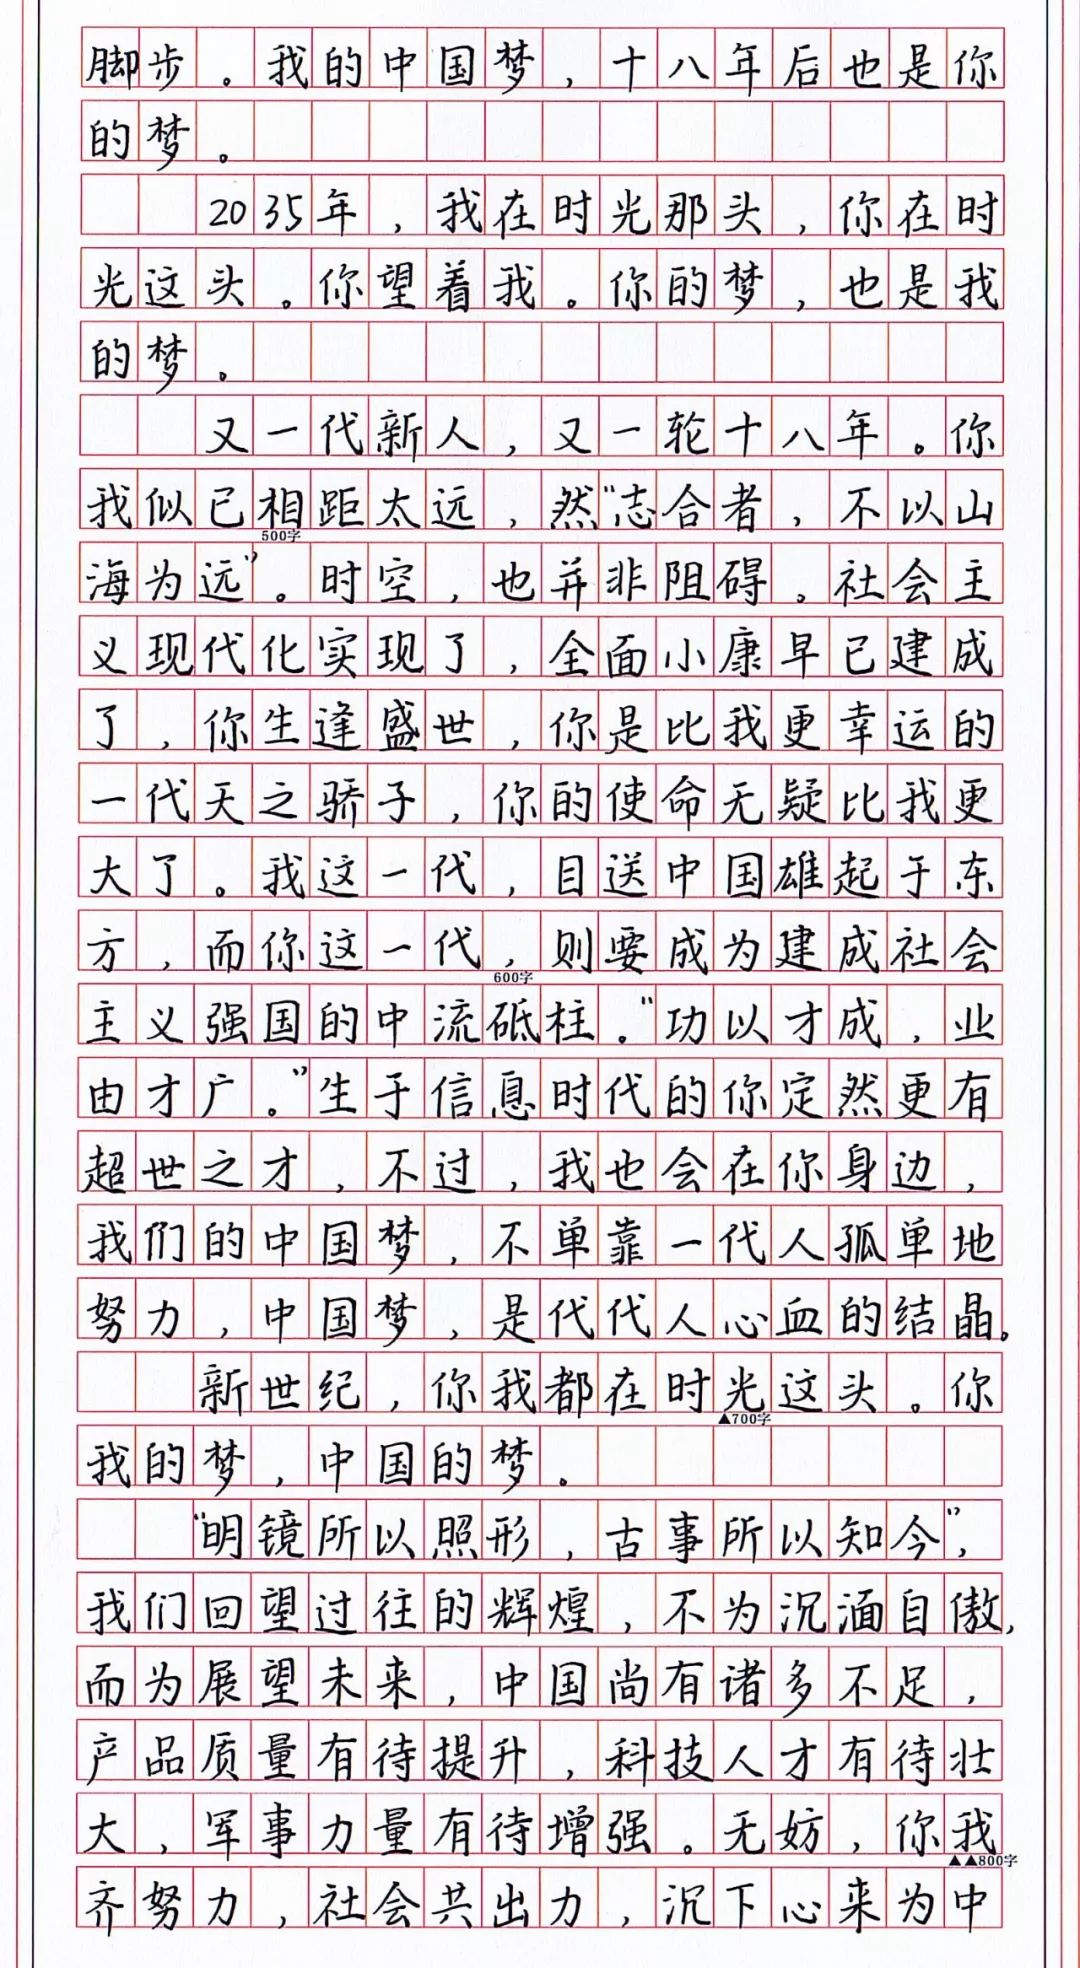 脚步。我的中国梦，十八年后也是你
的梦。
2035年，我在时光那头，你在时
光这头。你望着我。你的梦，也是我
的梦。
又一代新人，又一轮十八年。你
我似已相距太远，然“志合者，不以山
500字
海为远”。时空，也并非阻碍。社会主
义现代化实现了，全面小康早已建成
了，你生逢盛世，你是比我更幸运的
一代天之骄子，你的使命无疑比我更
大了。我这一代，目送中国雄起于东
方，而你这一代，则要成为建成社会
600字
主义强国的中流砥柱。“功以才成，业
由才广。”生于信息时代的你定然更有
超世之才，不过，我也会在你身边，
我们的中国梦，不单靠一代人孤单地
努力，中国梦，是代代人心血的结晶。
新世纪，你我都在时光这头。你
▲700字
我的梦，中国的梦。
“明镜所以照形，古事所以知今”，
我们回望过往的辉煌，不为沉湎自傲，
而为展望未来，中国尚有诸多不足，
产品质量有待提升，科技人才有待壮
大，军事力量有待增强。无妨，你我
▲▲800字
齐努力，社会共出力，沉下心来为中